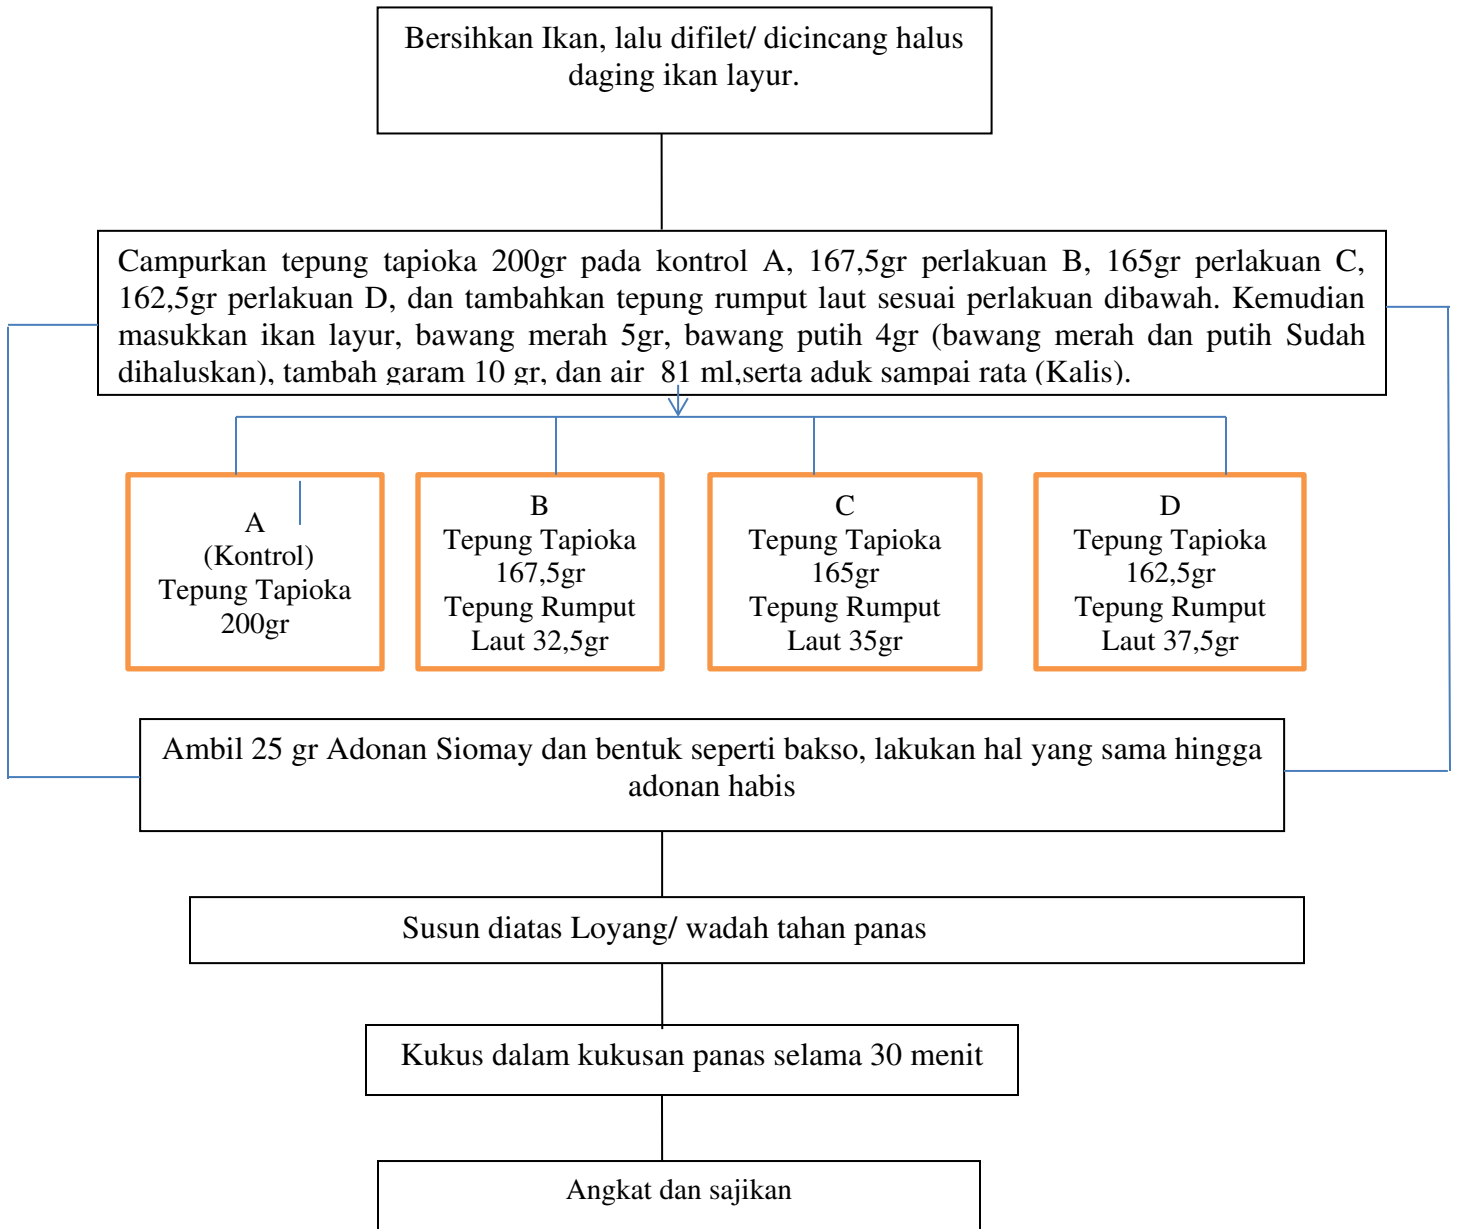 Bersihkan Ikan, lalu difilet/ dicincang halus
daging ikan layur.
Campurkan tepung tapioka 200gr pada kontrol A, 167,5gr perlakuan B, 165gr perlakuan C,
162,5gr perlakuan D, dan tambahkan tepung rumput laut sesuai perlakuan dibawah. Kemudian
masukkan ikan layur, bawang merah 5gr, bawang putih 4gr (bawang merah dan putih Sudah
dihaluskan), tambah garam 10 gr, dan air  81 ml,serta aduk sampai rata (Kalis).
A
(Kontrol)
Tepung Tapioka
200gr
B
Tepung Tapioka
167,5gr
Tepung Rumput
Laut 32,5gr
C
Tepung Tapioka
165gr
Tepung Rumput
Laut 35gr
D
Tepung Tapioka
162,5gr
Tepung Rumput
Laut 37,5gr
Ambil 25 gr Adonan Siomay dan bentuk seperti bakso, lakukan hal yang sama hingga
adonan habis
Susun diatas Loyang/ wadah tahan panas
Kukus dalam kukusan panas selama 30 menit
Angkat dan sajikan